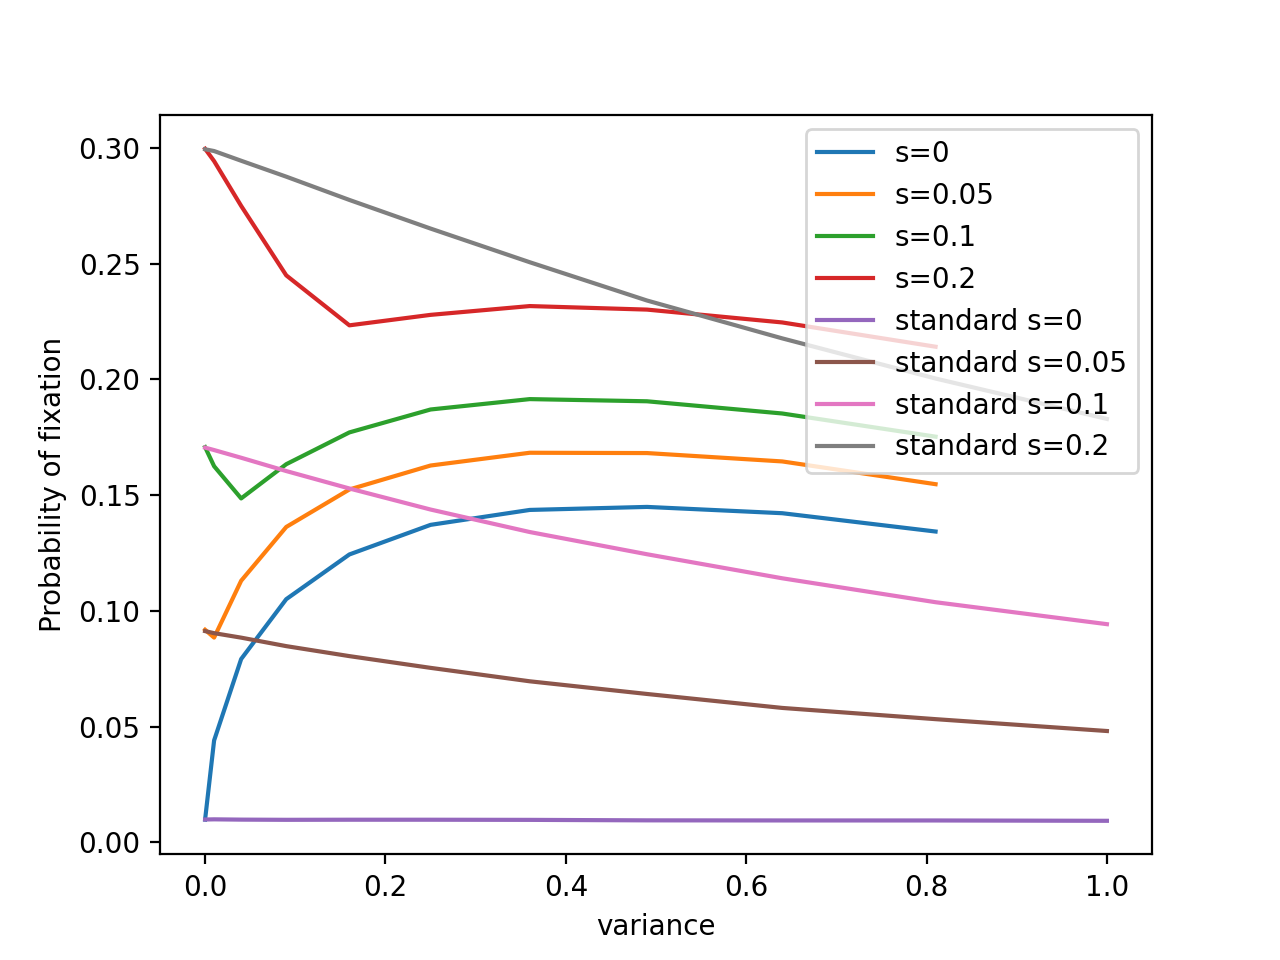 Probability of fixation
0.30
0.25
0.20
0.15
0.10
0.05
0.00
s=0
s=0.05
s=0.1
s=0.2
standard s=0
standard s=0.05
standard s=0.1
standard s=0.2
0.0 0.2 0.4 0.6 0.8 1.0
variance